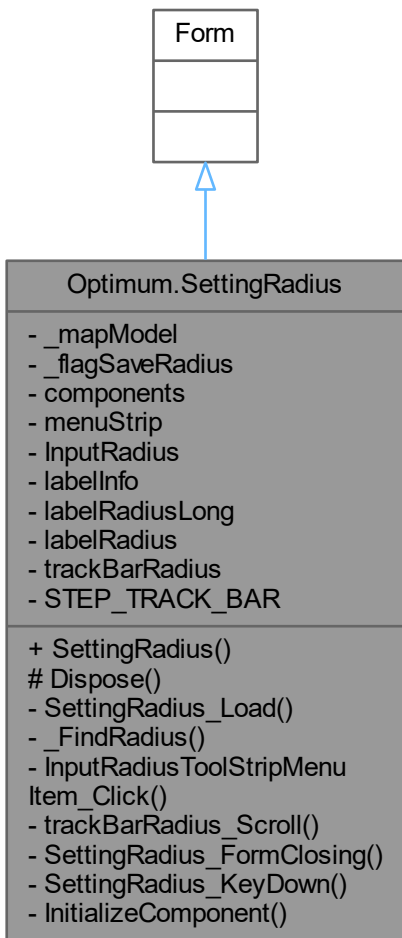 Form
Optimum.SettingRadius
- _mapModel
- _flagSaveRadius
- components
- menuStrip
- InputRadius
- labelInfo
- labelRadiusLong
- labelRadius
- trackBarRadius
- STEP_TRACK_BAR
+ SettingRadius()
# Dispose()
- SettingRadius_Load()
- _FindRadius()
- InputRadiusToolStripMenu
Item_Click()
- trackBarRadius_Scroll()
- SettingRadius_FormClosing()
- SettingRadius_KeyDown()
- InitializeComponent()